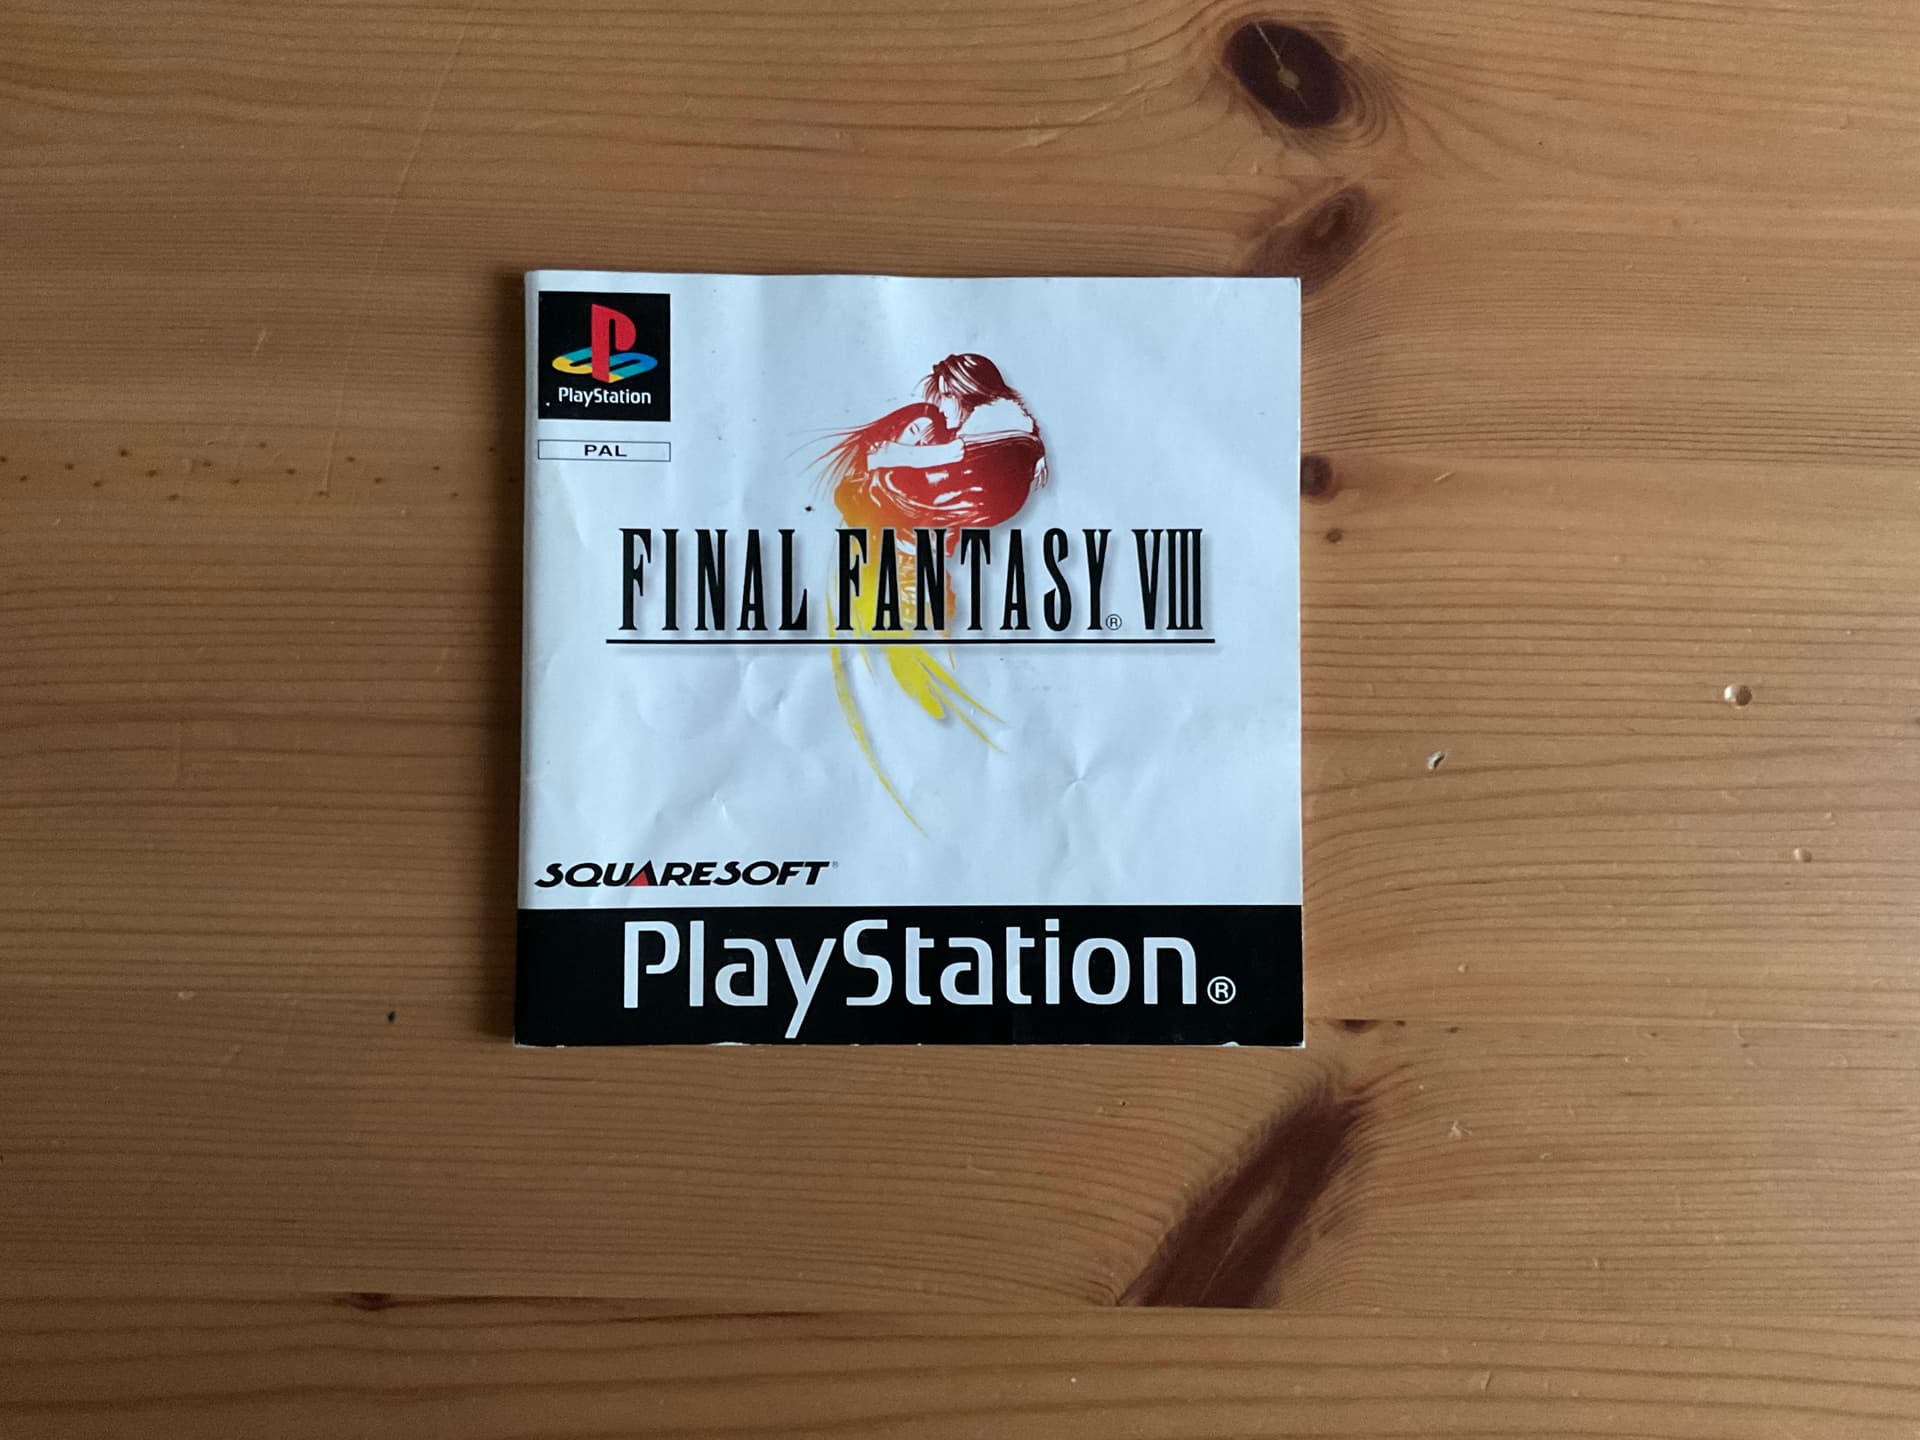 PlayStation
PAL
FINAL FANTASY® VIII
SQUARESOFT®
PlayStation®